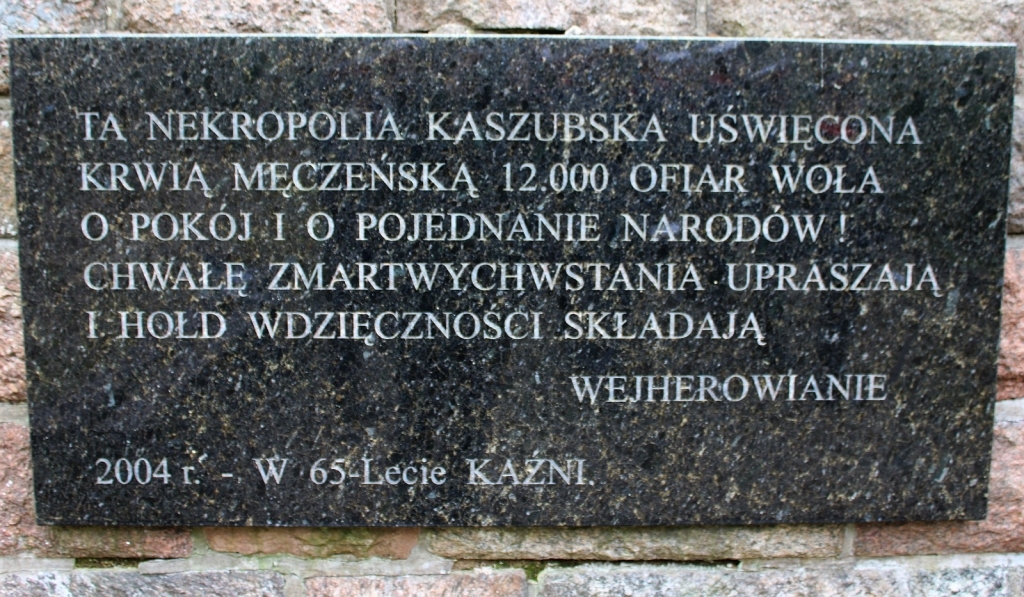 TA NEKROPOLIA KASZUBSKA UŚWIĘCONA
KRWIĄ MĘCZEŃSKĄ 12.000 OFIAR WOŁA
O POKÓJ I O POJEDNANIE NARODÓW!
CHWAŁĘ ZMARTWYCHWSTANIA UPRASZAJĄ
I HOŁD WDZIĘCZNOŚCI SKŁADAJĄ
WEJHEROWIANIE
2004 r. - W 65-Lecie KAŹNI.